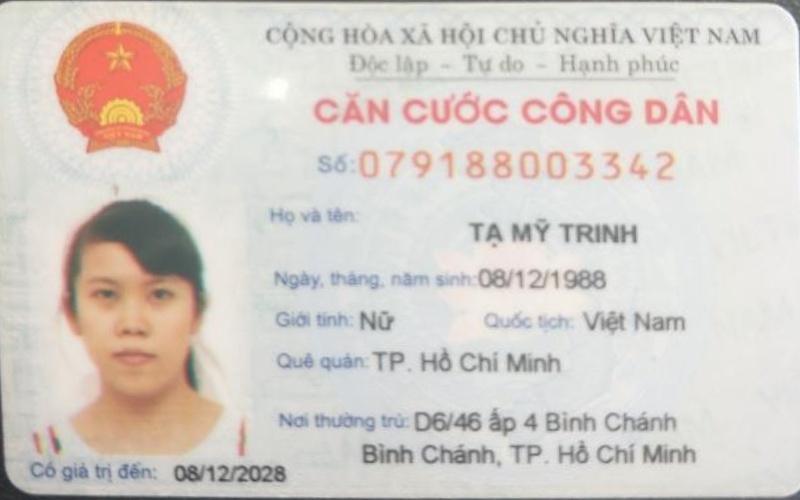 CỘNG HÒA XÃ HỘI CHỦ NGHĨA VIỆT NAM
Độc lập - Tự do - Hạnh phúc
CĂN CƯỚC CÔNG DÂN
Số: 079188003342
Họ và tên:
TẠ MỸ TRINH
Ngày, tháng, năm sinh: 08/12/1988
Giới tính: Nữ Quốc tịch: Việt Nam
Quê quán: TP. Hồ Chí Minh
Nơi thường trú: D6/46 ấp 4 Bình Chánh
Bình Chánh, TP. Hồ Chí Minh
Có giá trị đến: 08/12/2028